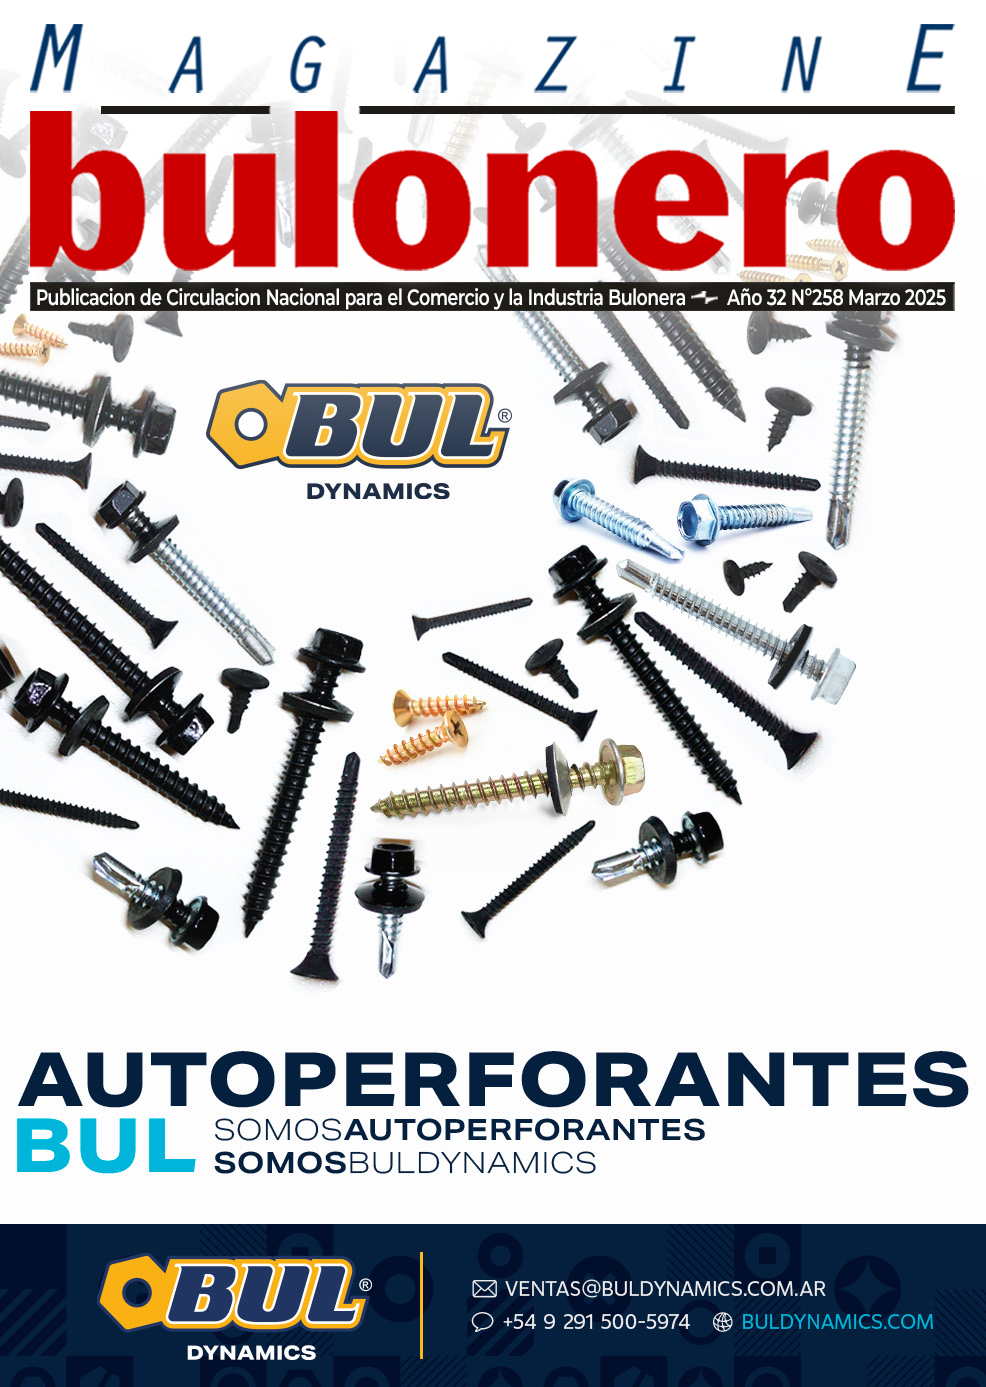 MAGAZINE
bulonero
Publicacion de Circulacion Nacional para el Comercio y la Industria Bulonera Año 32 N°258 Marzo 2025
BUL®
DYNAMICS
AUTOPERFORANTES
BUL
SOMOSAUTOPERFORANTES
SOMOSBULDYNAMICS
BUL®
DYNAMICS
VENTAS@BULDYNAMICS.COM.AR
+54 9 291 500-5974 BULDYNAMICS.COM